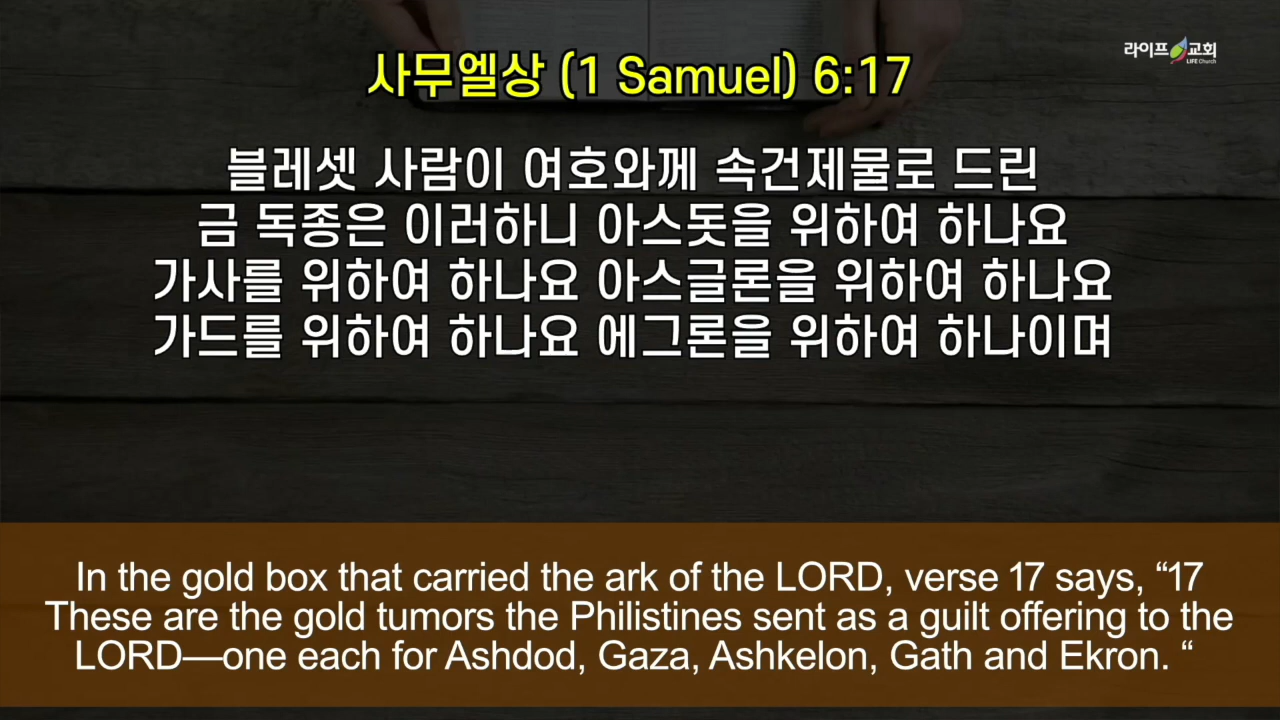 라이프교회
LIFE Church
사무엘상 (1 Samuel) 6:17
블레셋 사람이 여호와께 속건제물로 드린
금 독종은 이러하니 아스돗을 위하여 하나요
가사를 위하여 하나요 아스글론을 위하여 하나요
가드를 위하여 하나요 에그론을 위하여 하나이며
In the gold box that carried the ark of the LORD, verse 17 says, “17
These are the gold tumors the Philistines sent as a guilt offering to the
LORD—one each for Ashdod, Gaza, Ashkelon, Gath and Ekron. “